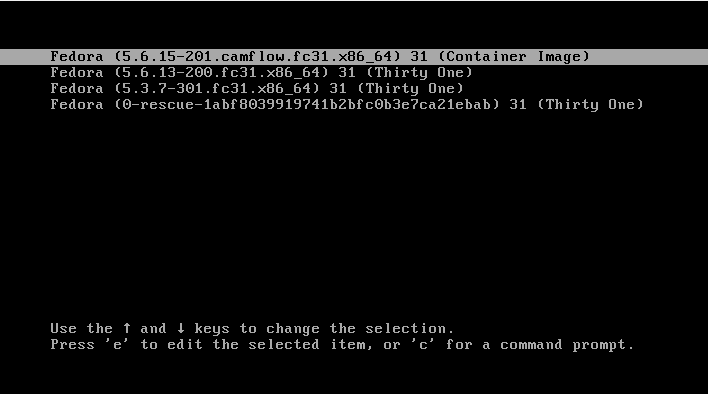 Fedora (5.6.15-201.camflow.fc31.x86_64) 31 (Container Image)
Fedora (5.6.13-200.fc31.x86_64) 31 (Thirty One)
Fedora (5.3.7-301.fc31.x86_64) 31 (Thirty One)
Fedora (0-rescue-1abf8039919741b2bfc0b3e7ca21ebab) 31 (Thirty One)
Use the ↑ and ↓ keys to change the selection.
Press 'e' to edit the selected item, or 'c' for a command prompt.